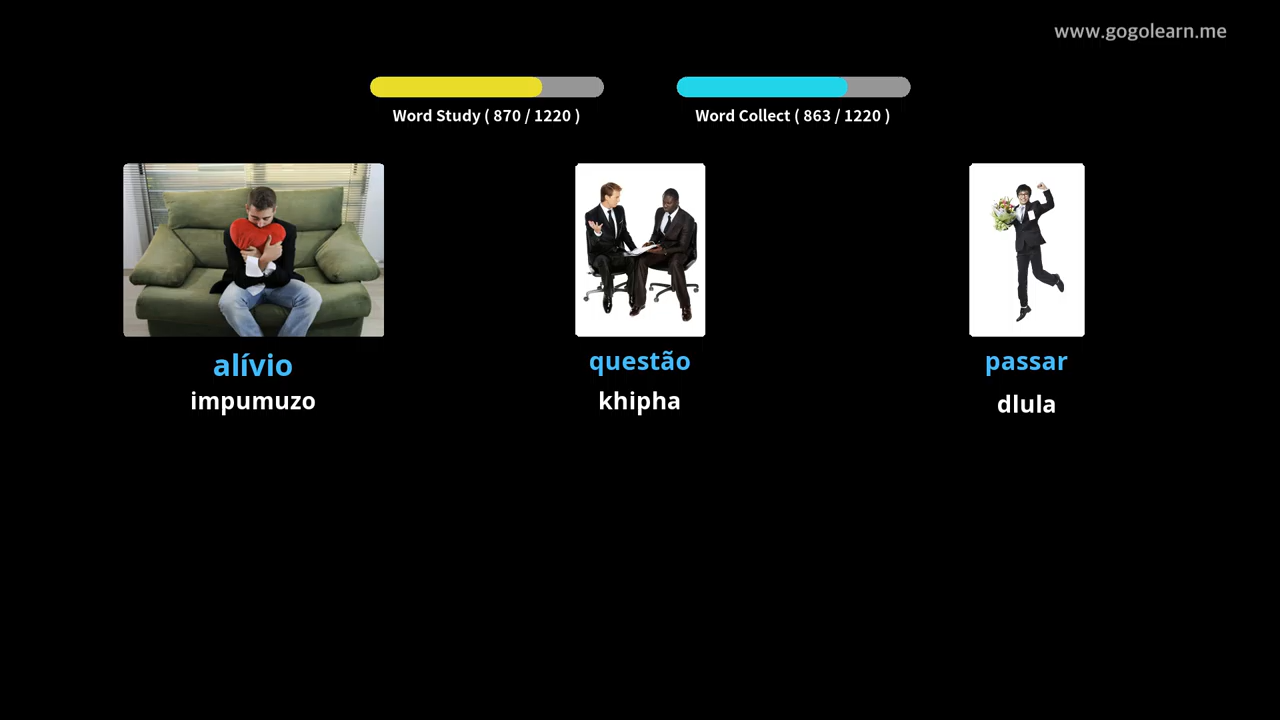 www.gogolearn.me
Word Study ( 870 / 1220 )
Word Collect ( 863 / 1220 )
alívio
impumuzo
questão
khipha
passar
dlula